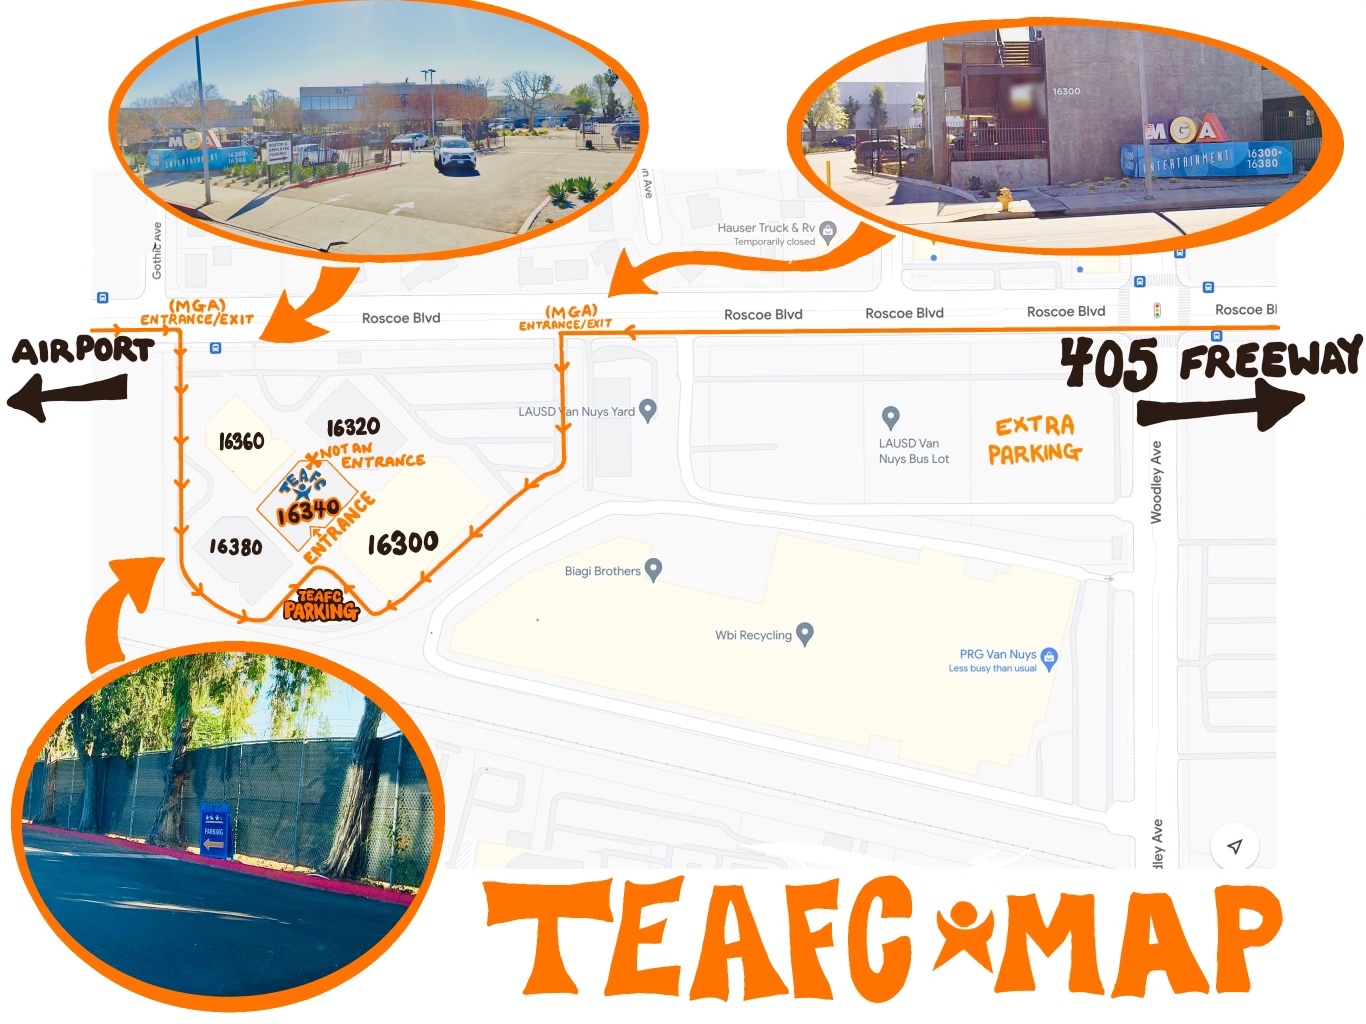 MGA
ENTERTAINMENT
16300-
16380
16300
MGA
ENTERTAINMENT
16300-
16380
Gothic Ave
n Ave
Hauser Truck & Rv
Temporarily closed
(MGA)
ENTRANCE/EXIT
Roscoe Blvd
(MGA)
ENTRANCE/EXIT
Roscoe Blvd
Roscoe Blvd
Roscoe Blvd
Roscoe Bl
AIRPORT
405 FREEWAY
LAUSD Van Nuys Yard
LAUSD Van
Nuys Bus Lot
EXTRA
PARKING
Woodley Ave
16360
16320
NOT AN
ENTRANCE
TEAFC
16340
ENTRANCE
16380
16300
TEAFC
PARKING
Biagi Brothers
Wbi Recycling
PRG Van Nuys
Less busy than usual
dley Ave
PARKING
TEAFC MAP